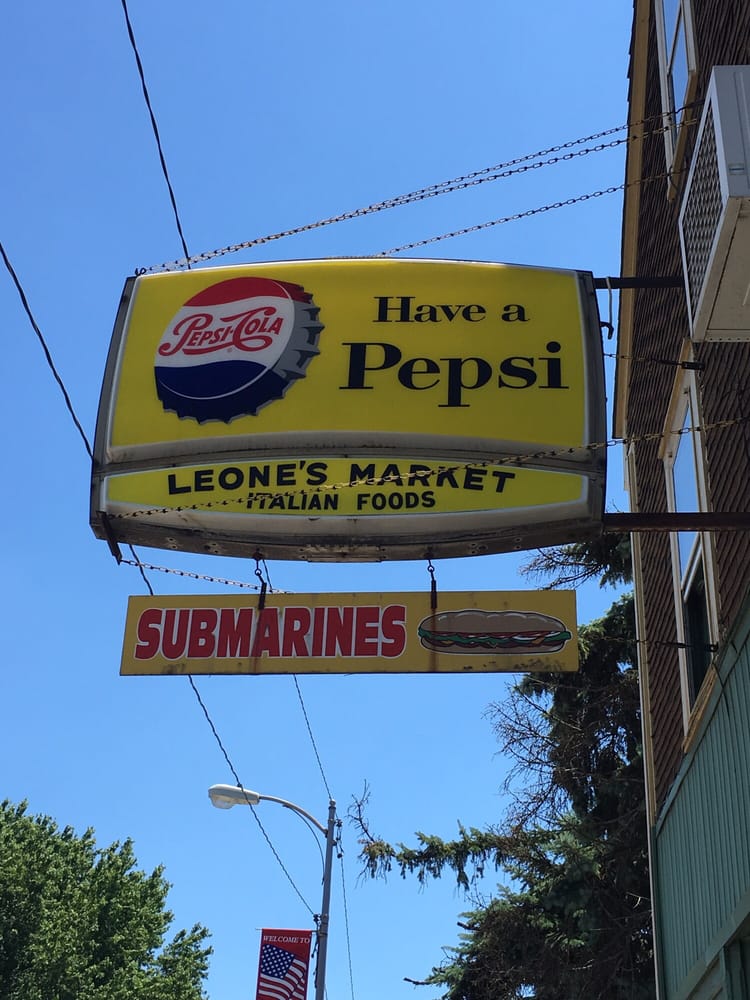 PEPSI-COLA
Have a
Pepsi
LEONE'S MARKET
ITALIAN FOODS
SUBMARINES
WELCOME TO